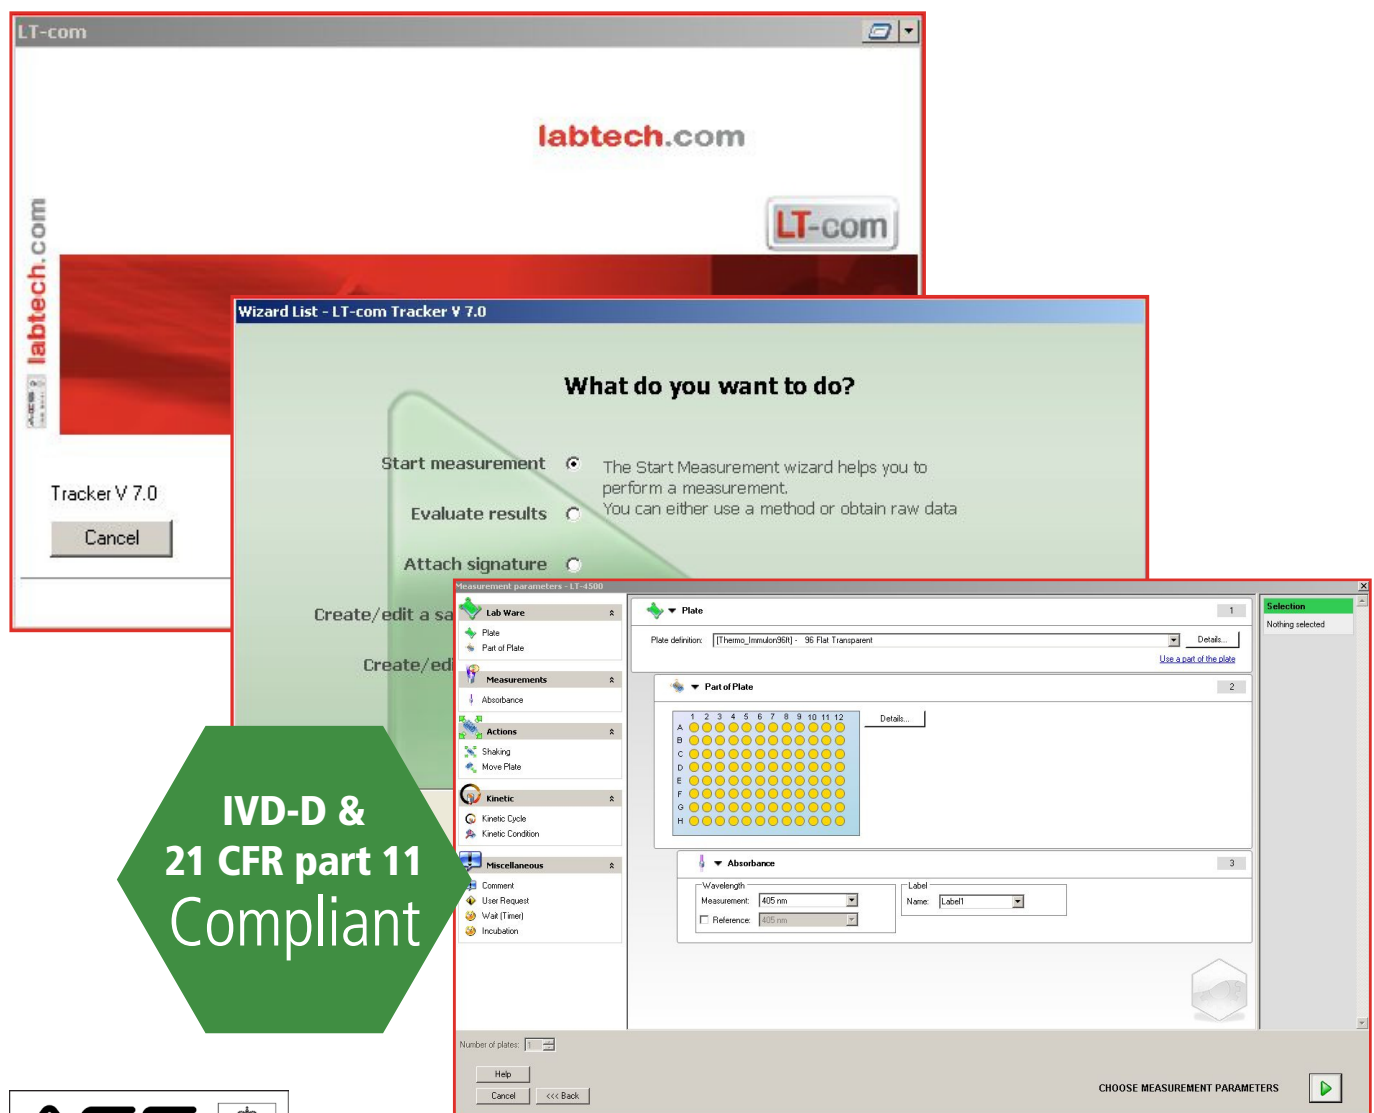 LT-com
labtech.com
LT-com
labtech.com
Tracker V 7.0
Cancel
Wizard List - LT-com Tracker V 7.0
What do you want to do?
Start measurement
The Start Measurement wizard helps you to
perform a measurement.
You can either use a method or obtain raw data
Evaluate results
Attach signature
Create/edit a sa
Create/edi
IVD-D &
21 CFR part 11
Compliant
Measurement parameters - LT-4500
Lab Ware
Plate
Part of Plate
Measurements
Absorbance
Actions
Shaking
Move Plate
Kinetic
Kinetic Cycle
Kinetic Condition
Miscellaneous
Comment
User Request
Wait (Timer)
Incubation
Plate 1
Plate definition: [Thermo_Immulon96ft] - 96 Flat Transparent Details...
Use a part of the plate
Part of Plate 2
1 2 3 4 5 6 7 8 9 10 11 12
A
B
C
D
E
F
G
H
Details...
Absorbance 3
Wavelength
Measurement: 405 nm
Reference: 405 nm
Label
Name: Label1
Selection
Nothing selected
Number of plates: 1
Help
Cancel <<< Back
CHOOSE MEASUREMENT PARAMETERS